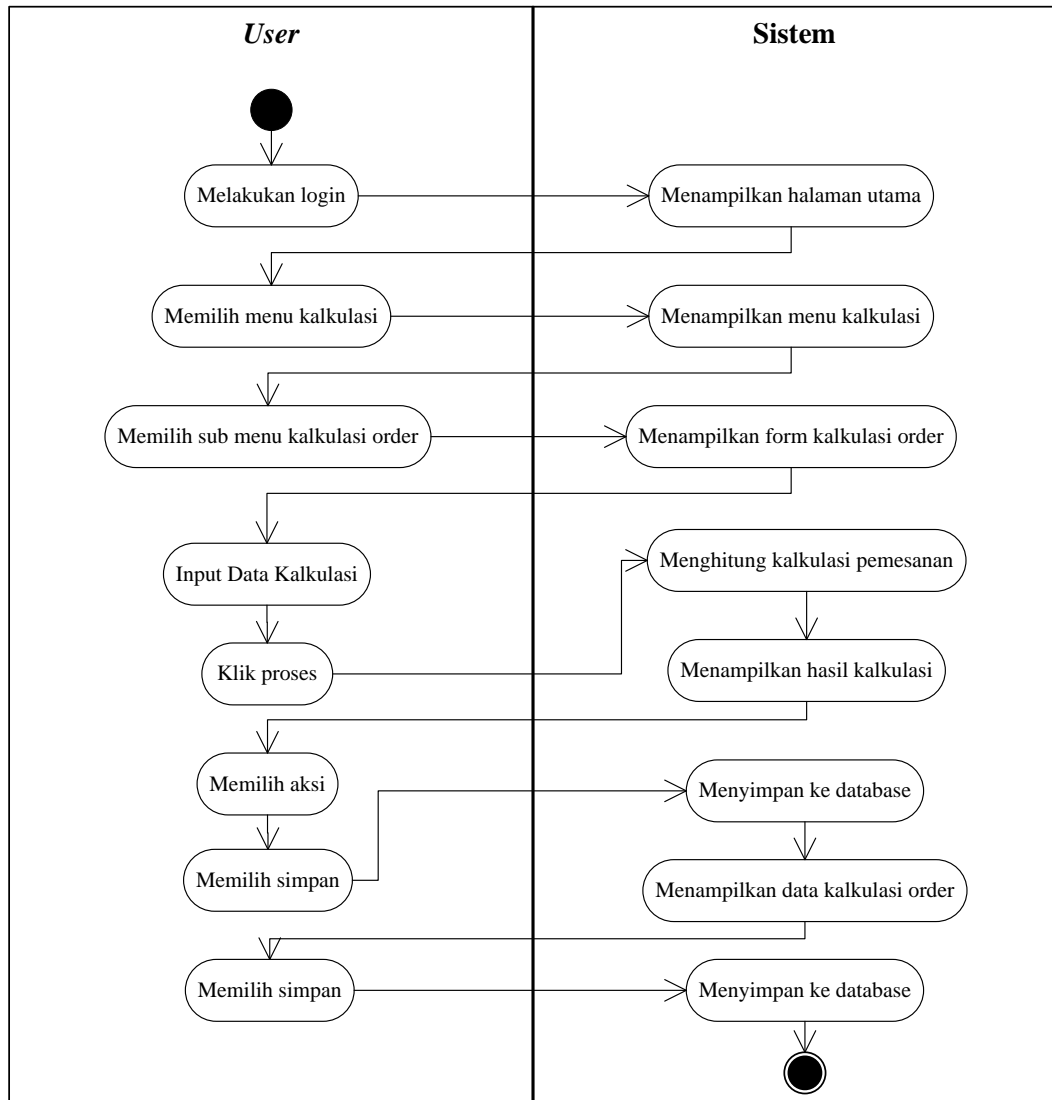 User
Sistem
Melakukan login
Menampilkan halaman utama
Memilih menu kalkulasi
Menampilkan menu kalkulasi
Memilih sub menu kalkulasi order
Menampilkan form kalkulasi order
Input Data Kalkulasi
Menghitung kalkulasi pemesanan
Klik proses
Menampilkan hasil kalkulasi
Memilih aksi
Menyimpan ke database
Memilih simpan
Menampilkan data kalkulasi order
Memilih simpan
Menyimpan ke database